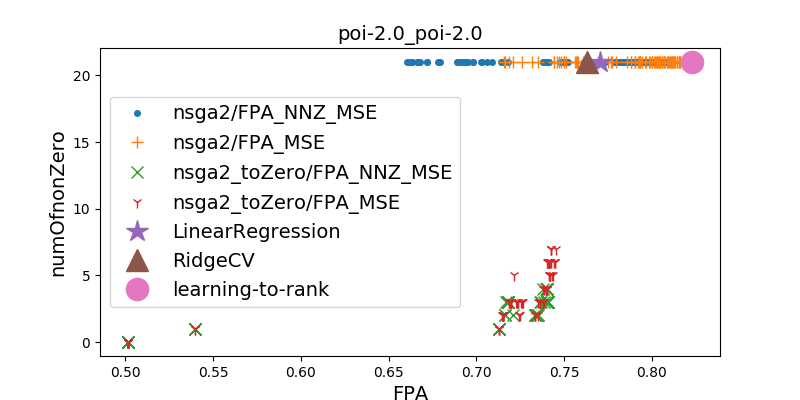 poi-2.0_poi-2.0
numOfnonZero
20
15
10
5
0
nsga2/FPA_NNZ_MSE
nsga2/FPA_MSE
nsga2_toZero/FPA_NNZ_MSE
nsga2_toZero/FPA_MSE
LinearRegression
RidgeCV
learning-to-rank
0.50 0.55 0.60 0.65 0.70 0.75 0.80
FPA